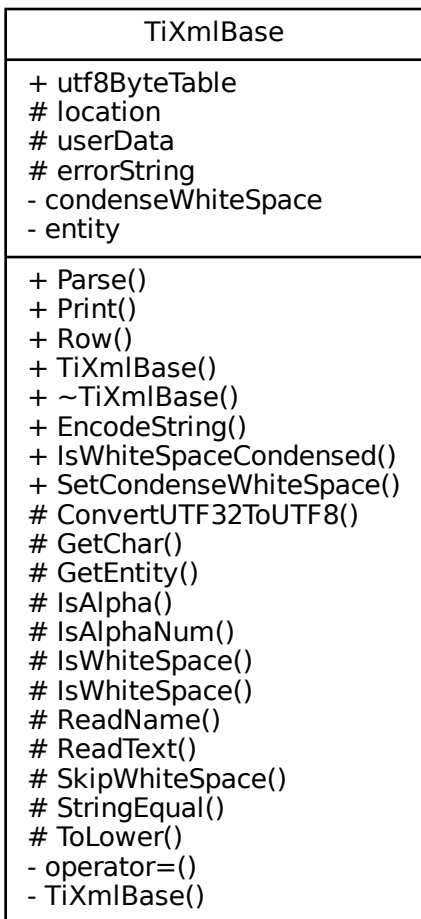 TiXmlBase
+ utf8ByteTable
# location
# userData
# errorString
- condenseWhiteSpace
- entity
+ Parse()
+ Print()
+ Row()
+ TiXmlBase()
+ ~TiXmlBase()
+ EncodeString()
+ IsWhiteSpaceCondensed()
+ SetCondenseWhiteSpace()
# ConvertUTF32ToUTF8()
# GetChar()
# GetEntity()
# IsAlpha()
# IsAlphaNum()
# IsWhiteSpace()
# IsWhiteSpace()
# ReadName()
# ReadText()
# SkipWhiteSpace()
# StringEqual()
# ToLower()
- operator=()
- TiXmlBase()